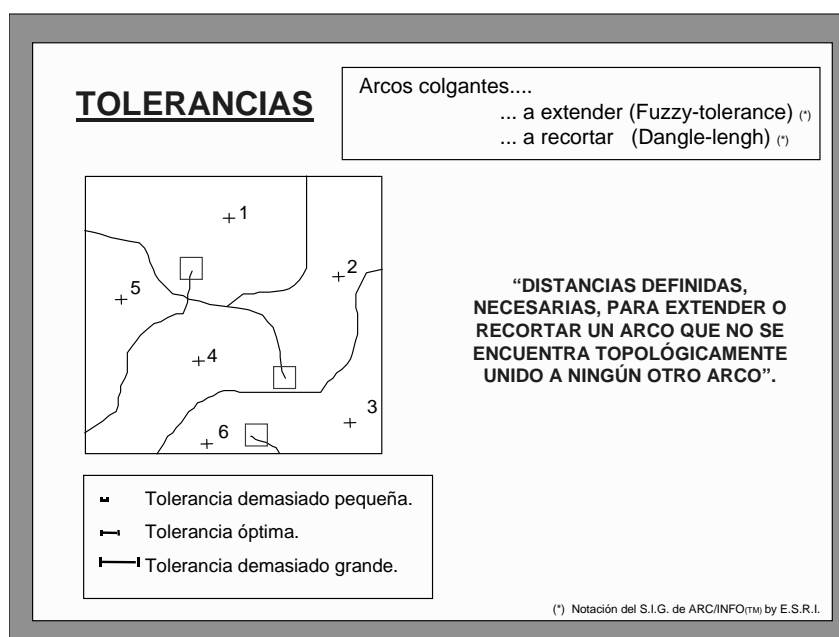 TOLERANCIAS
Arcos colgantes....
... a extender (Fuzzy-tolerance) (*)
... a recortar (Dangle-lengh) (*)
1
2
5
4
3
6
“DISTANCIAS DEFINIDAS,
NECESARIAS, PARA EXTENDER O
RECORTAR UN ARCO QUE NO SE
ENCUENTRA TOPOLÓGICAMENTE
UNIDO A NINGÚN OTRO ARCO”.
Tolerancia demasiado pequeña.
Tolerancia óptima.
Tolerancia demasiado grande.
(*) Notación del S.I.G. de ARC/INFO(TM) by E.S.R.I.